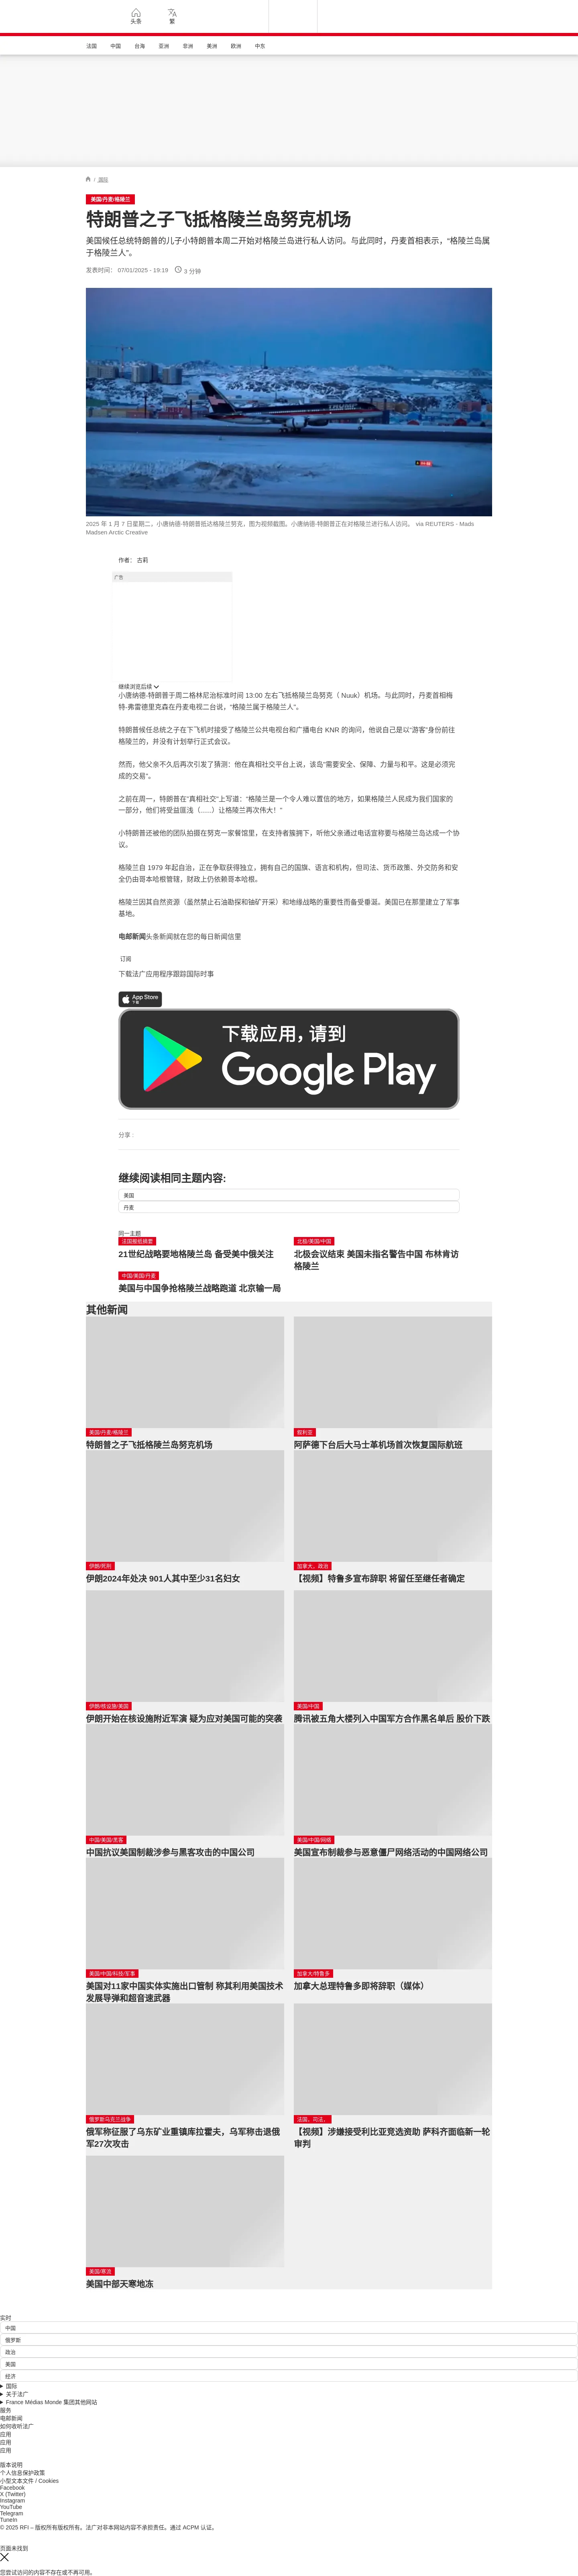 头条
繁
法国
中国
台海
亚洲
非洲
美洲
欧洲
中东
/ 国际
美国/丹麦/格陵兰
特朗普之子飞抵格陵兰岛努克机场
美国候任总统特朗普的儿子小特朗普本周二开始对格陵兰岛进行私人访问。与此同时，丹麦首相表示，“格陵兰岛属
于格陵兰人”。
发表时间： 07/01/2025 - 19:19 3 分钟
2025 年 1 月 7 日星期二，小唐纳德·特朗普抵达格陵兰努克，图为视频截图。小唐纳德·特朗普正在对格陵兰进行私人访问。 via REUTERS - Mads
Madsen Arctic Creative
作者： 古莉
广告
继续浏览后续
小唐纳德-特朗普于周二格林尼治标准时间 13:00 左右飞抵格陵兰岛努克（ Nuuk）机场。与此同时，丹麦首相梅
特-弗雷德里克森在丹麦电视二台说，“格陵兰属于格陵兰人”。
特朗普候任总统之子在下飞机时接受了格陵兰公共电视台和广播电台 KNR 的询问，他说自己是以“游客”身份前往
格陵兰的，并没有计划举行正式会议。
然而，他父亲不久后再次引发了猜测：他在真相社交平台上说，该岛“需要安全、保障、力量与和平。这是必须完
成的交易”。
之前在周一，特朗普在”真相社交”上写道：“格陵兰是一个令人难以置信的地方，如果格陵兰人民成为我们国家的
一部分，他们将受益匪浅（......）让格陵兰再次伟大！”
小特朗普还被他的团队拍摄在努克一家餐馆里，在支持者簇拥下，听他父亲通过电话宣称要与格陵兰岛达成一个协
议。
格陵兰自 1979 年起自治，正在争取获得独立，拥有自己的国旗、语言和机构，但司法、货币政策、外交防务和安
全仍由哥本哈根管辖，财政上仍依赖哥本哈根。
格陵兰因其自然资源（虽然禁止石油勘探和铀矿开采）和地缘战略的重要性而备受垂涎。美国已在那里建立了军事
基地。
电邮新闻头条新闻就在您的每日新闻信里
订阅
下载法广应用程序跟踪国际时事
App Store
下载
下载应用，请到
Google Play
分享 :
继续阅读相同主题内容:
美国
丹麦
同一主题
法国报纸摘要
21世纪战略要地格陵兰岛 备受美中俄关注
北极/美国/中国
北极会议结束 美国未指名警告中国 布林肯访
格陵兰
中国/美国/丹麦
美国与中国争抢格陵兰战略跑道 北京输一局
其他新闻
美国/丹麦/格陵兰
特朗普之子飞抵格陵兰岛努克机场
叙利亚
阿萨德下台后大马士革机场首次恢复国际航班
伊朗/死刑
伊朗2024年处决 901人其中至少31名妇女
加拿大，政治
【视频】特鲁多宣布辞职 将留任至继任者确定
伊朗/核设施/美国
伊朗开始在核设施附近军演 疑为应对美国可能的突袭
美国/中国
腾讯被五角大楼列入中国军方合作黑名单后 股价下跌
中国/美国/黑客
中国抗议美国制裁涉参与黑客攻击的中国公司
美国/中国/网络
美国宣布制裁参与恶意僵尸网络活动的中国网络公司
美国/中国/科技/军事
美国对11家中国实体实施出口管制 称其利用美国技术
发展导弹和超音速武器
加拿大/特鲁多
加拿大总理特鲁多即将辞职（媒体）
俄罗斯乌克兰战争
俄军称征服了乌东矿业重镇库拉霍夫，乌军称击退俄
军27次攻击
法国，司法，
【视频】涉嫌接受利比亚竞选资助 萨科齐面临新一轮
审判
美国/寒流
美国中部天寒地冻
实时
中国
俄罗斯
政治
美国
经济
国际
关于法广
France Médias Monde 集团其他网站
服务
电邮新闻
如何收听法广
应用
应用
应用
版本说明
个人信息保护政策
小型文本文件 / Cookies
Facebook
X (Twitter)
Instagram
YouTube
Telegram
TuneIn
© 2025 RFI – 版权所有版权所有。法广对非本网站内容不承担责任。通过 ACPM 认证。
页面未找到
您尝试访问的内容不存在或不再可用。